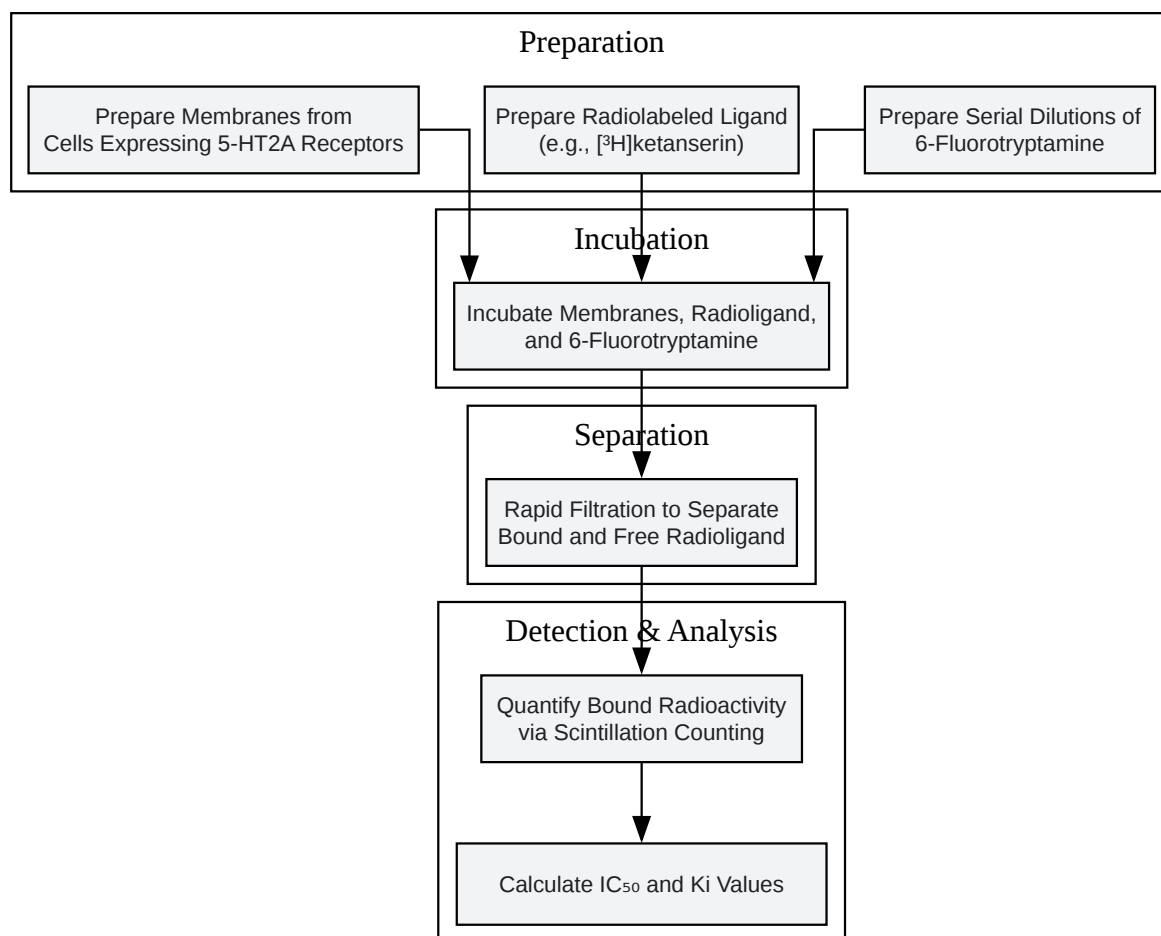 Preparation
Prepare Membranes from
Cells Expressing 5-HT2A Receptors
Prepare Radiolabeled Ligand
(e.g., [³H]ketanserin)
Prepare Serial Dilutions of
6-Fluorotryptamine
Incubation
Incubate Membranes, Radioligand,
and 6-Fluorotryptamine
Separation
Rapid Filtration to Separate
Bound and Free Radioligand
Detection & Analysis
Quantify Bound Radioactivity
via Scintillation Counting
Calculate IC₅₀ and Ki Values